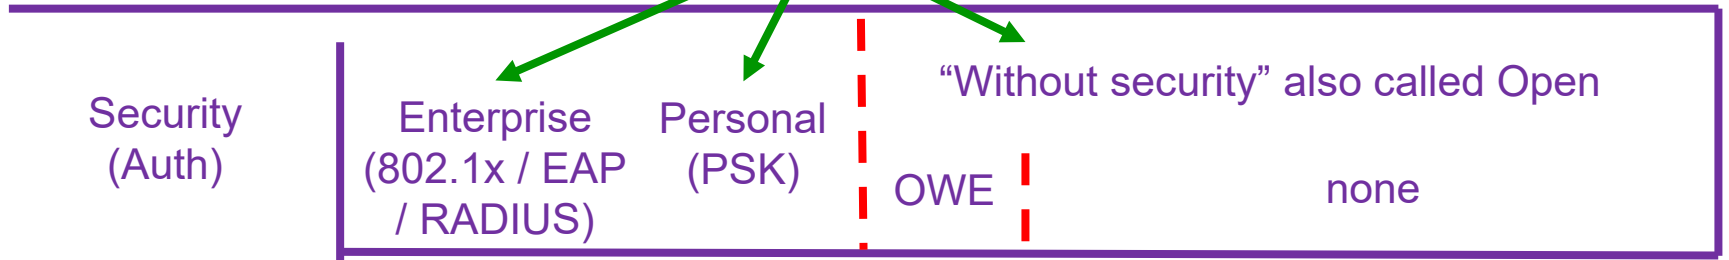 Security
(Auth)
Enterprise
(802.1x / EAP
/ RADIUS)
Personal
(PSK)
“Without security” also called Open
OWE
none